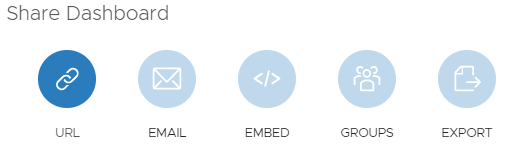 Share Dashboard
URL EMAIL EMBED GROUPS EXPORT